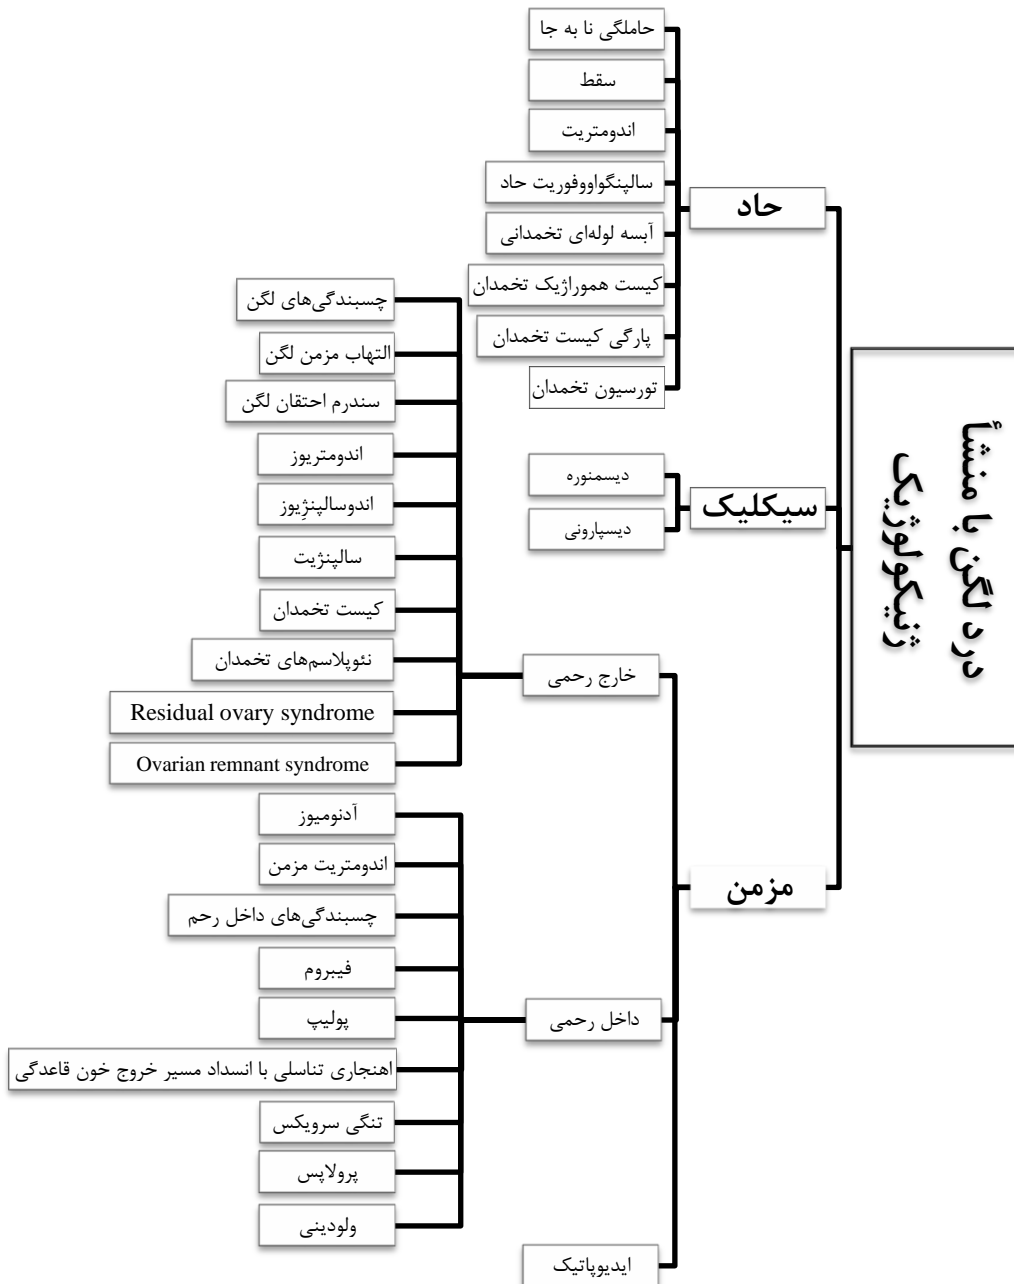 درد لگن با منشأ
ژنیکولوژیک
حاد
حاملگی نا به جا
سقط
اندومتریت
سالپنگواووفوریت حاد
آبسه لوله‌ای تخمدانی
کیست هموراژیک تخمدان
پارگی کیست تخمدان
تورسیون تخمدان
سیکلیک
دیسمنوره
دیسپارونی
مزمن
خارج رحمی
چسبندگی‌های لگن
التهاب مزمن لگن
سندرم احتقان لگن
اندومتریوز
اندوسالپنژِیوز
سالپنژیت
کیست تخمدان
نئوپلاسم‌های تخمدان
Residual ovary syndrome
Ovarian remnant syndrome
داخل رحمی
آدنومیوز
اندومتریت مزمن
چسبندگی‌های داخل رحم
فیبروم
پولیپ
اهنجاری تناسلی با انسداد مسیر خروج خون قاعدگی
تنگی سرویکس
پرولاپس
ولودینی
ایدیوپاتیک